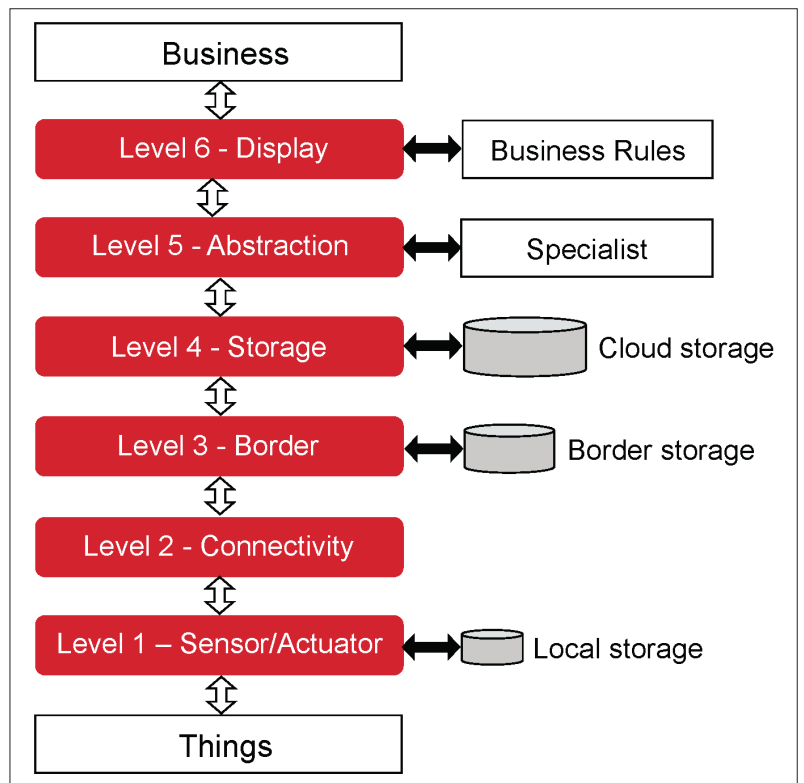 Business
Level 6 - Display
Business Rules
Level 5 - Abstraction
Specialist
Level 4 - Storage
Cloud storage
Level 3 - Border
Border storage
Level 2 - Connectivity
Level 1 – Sensor/Actuator
Local storage
Things